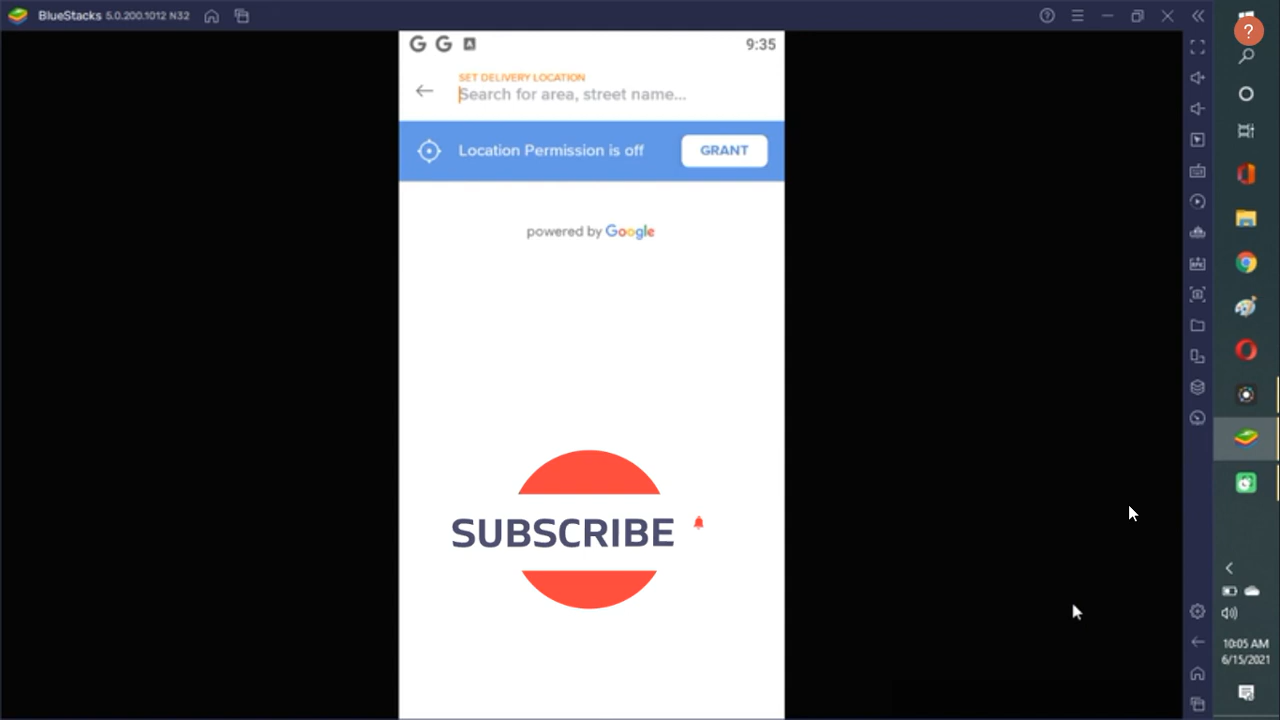 BlueStacks 5.0.200.1012 N32
9:35
SET DELIVERY LOCATION
Search for area, street name...
Location Permission is off
GRANT
powered by Google
SUBSCRIBE
10:05 AM
6/15/2021